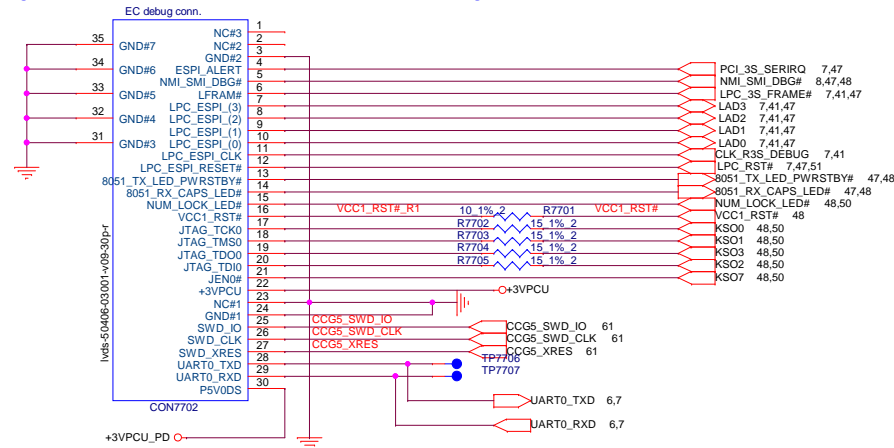 EC debug conn.
35 GND#7
34 GND#6
33 GND#5
32 GND#4
31 GND#3
NC#3 1
NC#2 2
GND#2 3
ESPI_ALERT 4 PCI_3S_SERIRQ 7,47
NMI_SMI_DBG# 5 NMI_SMI_DBG# 8,47,48
LFRAM# 6 LPC_3S_FRAME# 7,41,47
LPC_ESPI_(3) 7 LAD3 7,41,47
LPC_ESPI_(2) 8 LAD2 7,41,47
LPC_ESPI_(1) 9 LAD1 7,41,47
LPC_ESPI_(0) 10 LAD0 7,41,47
LPC_ESPI_CLK 11 CLK_R3S_DEBUG 7,41
LPC_ESPI_RESET# 12 LPC_RST# 7,47,51
8051_TX_LED_PWRSTBY# 13 8051_TX_LED_PWRSTBY# 47,48
8051_RX_CAPS_LED# 14 8051_RX_CAPS_LED# 47,48
NUM_LOCK_LED# 15 NUM_LOCK_LED# 48,50
VCC1_RST# 16 VCC1_RST#_R1 10_1%_2 R7701 VCC1_RST# VCC1_RST# 48
JTAG_TCK0 17 R7702 15_1%_2 KSO0 48,50
JTAG_TMS0 18 R7703 15_1%_2 KSO1 48,50
JTAG_TDO0 19 R7704 15_1%_2 KSO3 48,50
JTAG_TDI0 20 R7705 15_1%_2 KSO2 48,50
JEN0# 21 KSO7 48,50
+3VPCU 22 +3VPCU
NC#1 23
GND#1 24
SWD_IO 25 CCG5_SWD_IO CCG5_SWD_IO 61
SWD_CLK 26 CCG5_SWD_CLK CCG5_SWD_CLK 61
SWD_XRES 27 CCG5_XRES CCG5_XRES 61
UART0_TXD 28 TP7706
UART0_RXD 29 TP7707
P5V0DS 30
UART0_TXD 6,7
UART0_RXD 6,7
lvds-50406-03001-v09-30p-r
CON7702
+3VPCU_PD